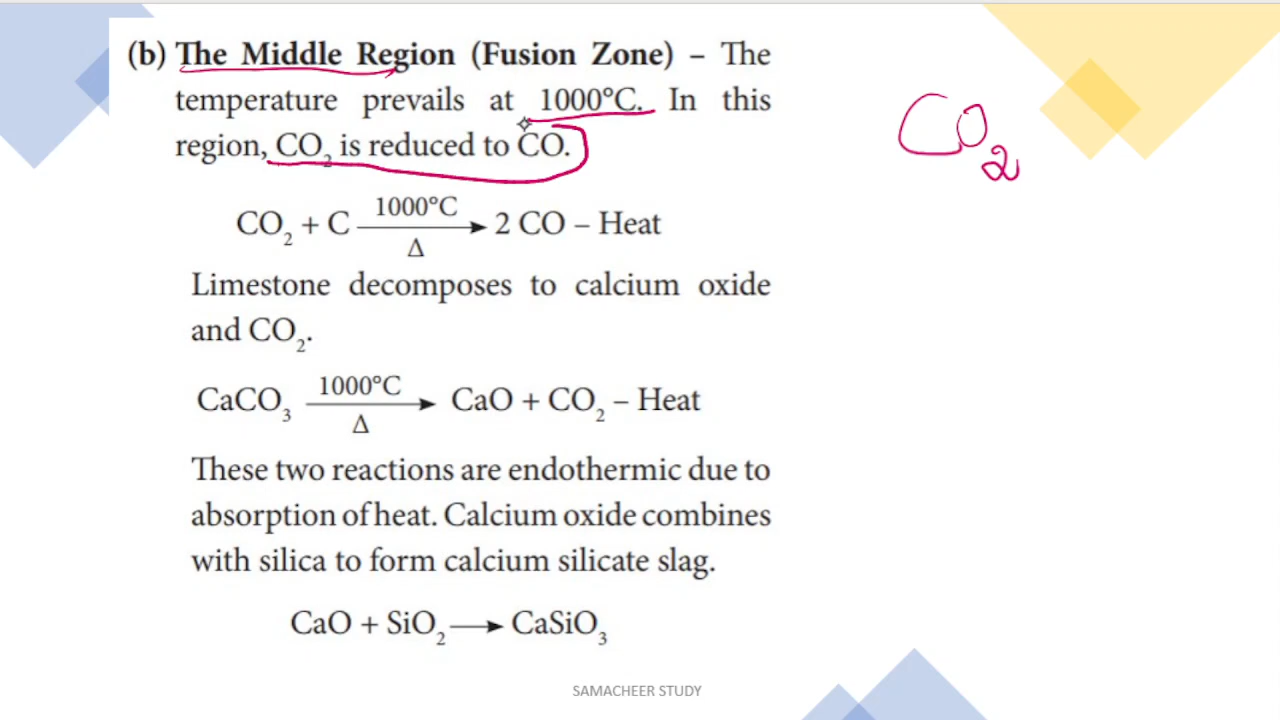 (b) The Middle Region (Fusion Zone) – The
temperature prevails at 1000°C. In this
region, CO₂ is reduced to CO.
CO₂
CO₂ + C 1000°C Δ → 2 CO – Heat
Limestone decomposes to calcium oxide
and CO₂.
CaCO₃ 1000°C Δ → CaO + CO₂ – Heat
These two reactions are endothermic due to
absorption of heat. Calcium oxide combines
with silica to form calcium silicate slag.
CaO + SiO₂ → CaSiO₃
SAMACHEER STUDY